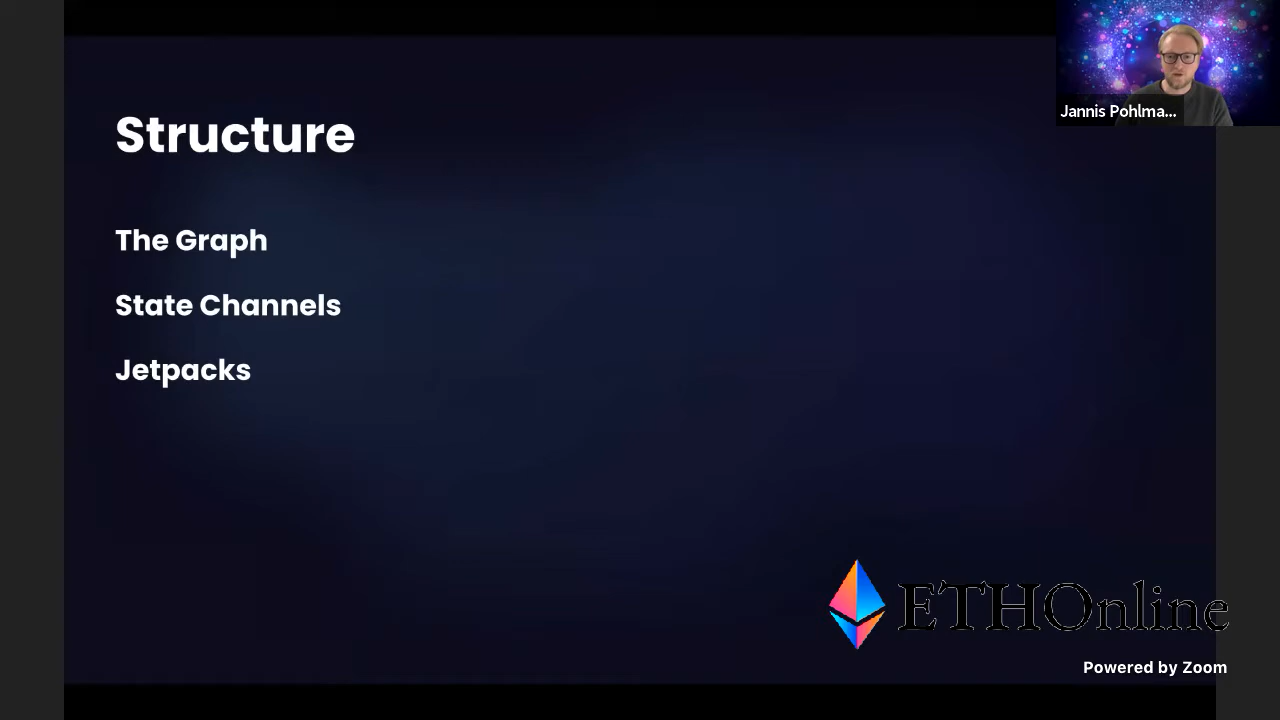 Structure
Jannis Pohlma...
The Graph
State Channels
Jetpacks
ETHOnline
Powered by Zoom